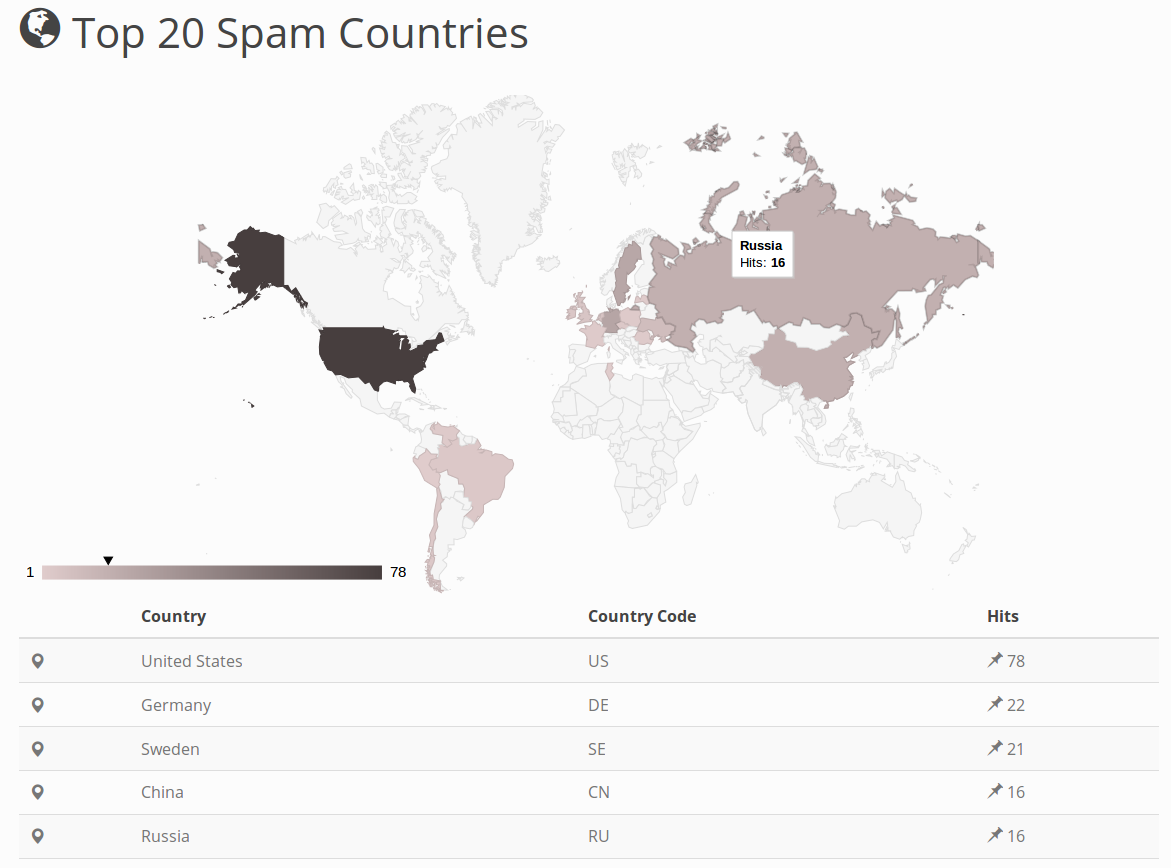 Top 20 Spam Countries
Russia
Hits: 16
1 78
Country Country Code Hits
United States US 78
Germany DE 22
Sweden SE 21
China CN 16
Russia RU 16